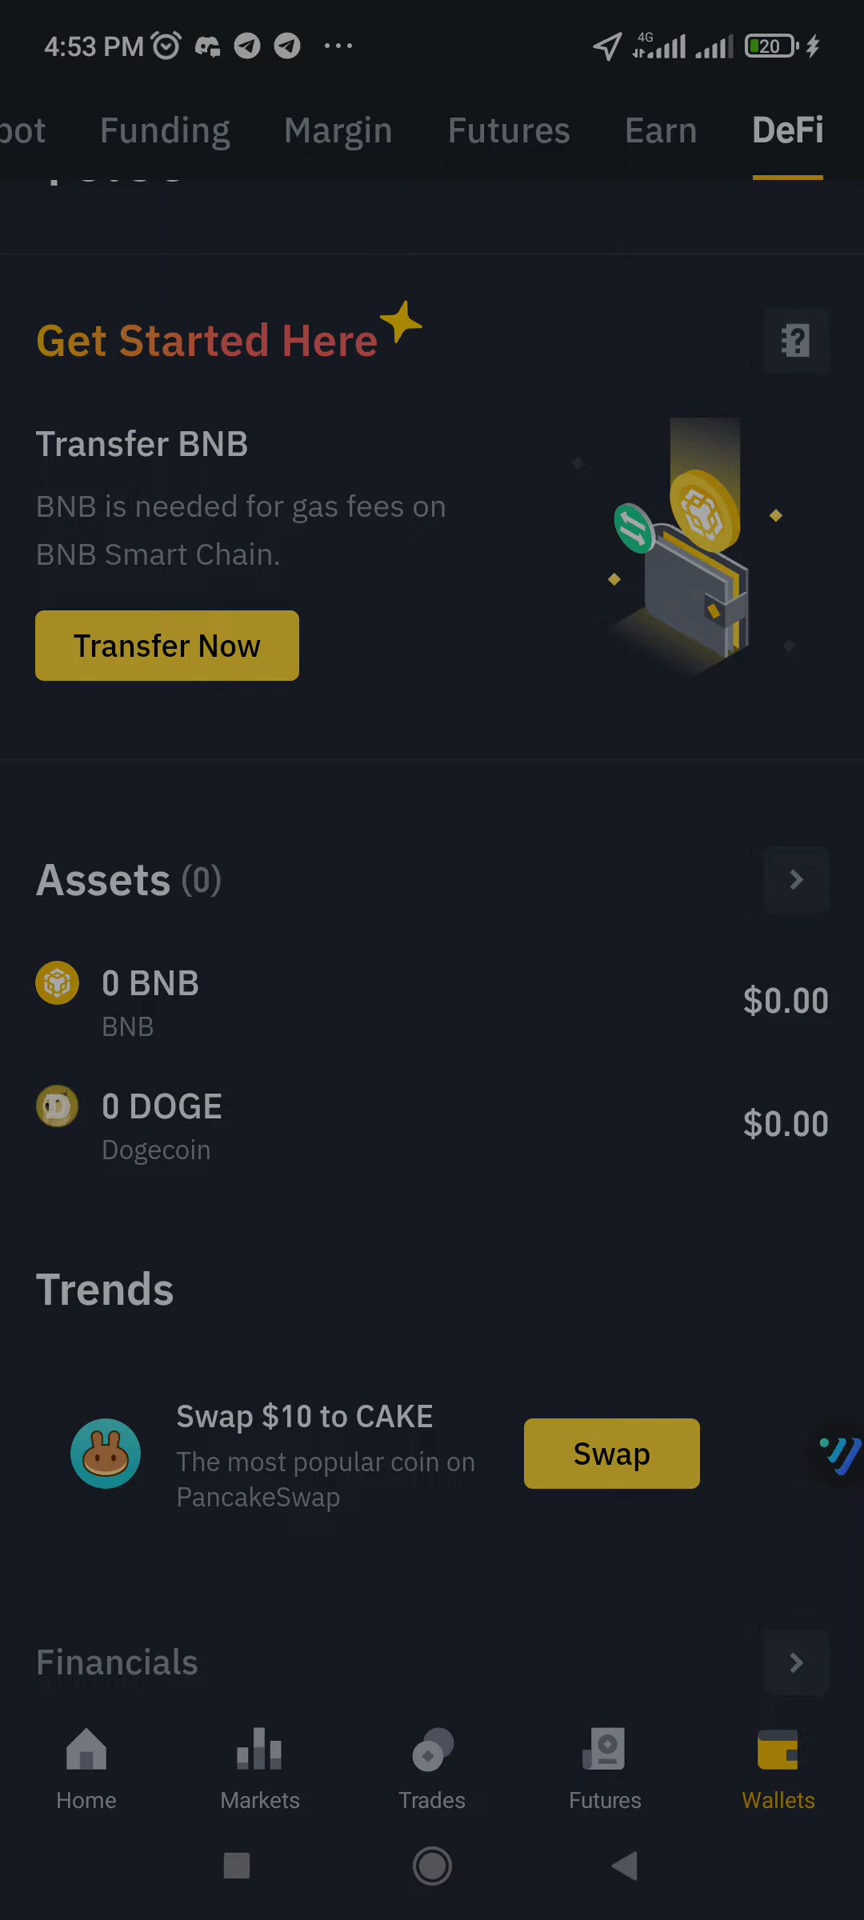 4:53 PM
4G
20
Funding
Margin
Futures
Earn
DeFi
Get Started Here
Transfer BNB
BNB is needed for gas fees on
BNB Smart Chain.
Transfer Now
Assets (0)
0 BNB
$0.00
BNB
0 DOGE
$0.00
Dogecoin
Trends
Swap $10 to CAKE
The most popular coin on
PancakeSwap
Swap
Financials
Home
Markets
Trades
Futures
Wallets